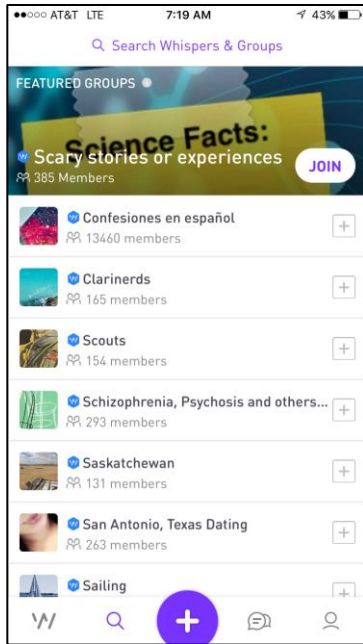 AT&T LTE 7:19 AM 43%
Search Whispers & Groups
FEATURED GROUPS
Science Facts:
Scary stories or experiences
385 Members
JOIN
Confesiones en español
13460 members
Clarinerds
165 members
Scouts
154 members
Schizophrenia, Psychosis and others...
293 members
Saskatchewan
131 members
San Antonio, Texas Dating
263 members
Sailing